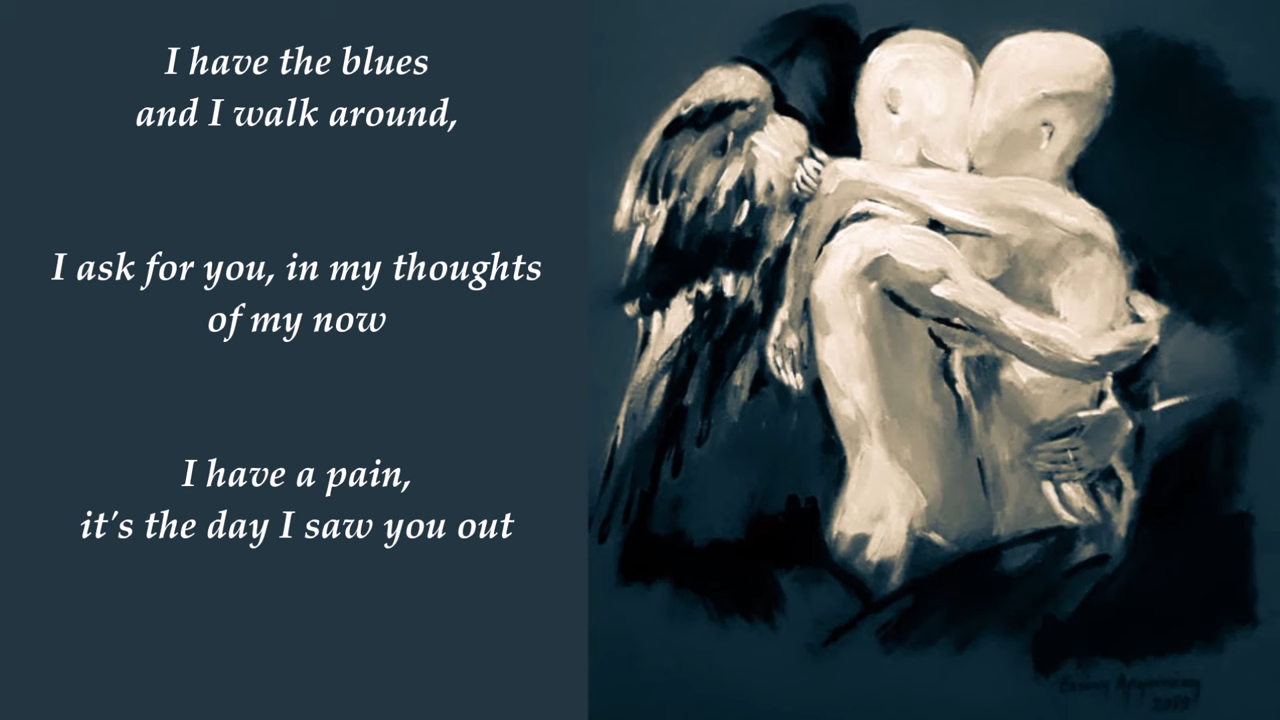 I have the blues
and I walk around,
I ask for you, in my thoughts
of my now
I have a pain,
it's the day I saw you out
2019